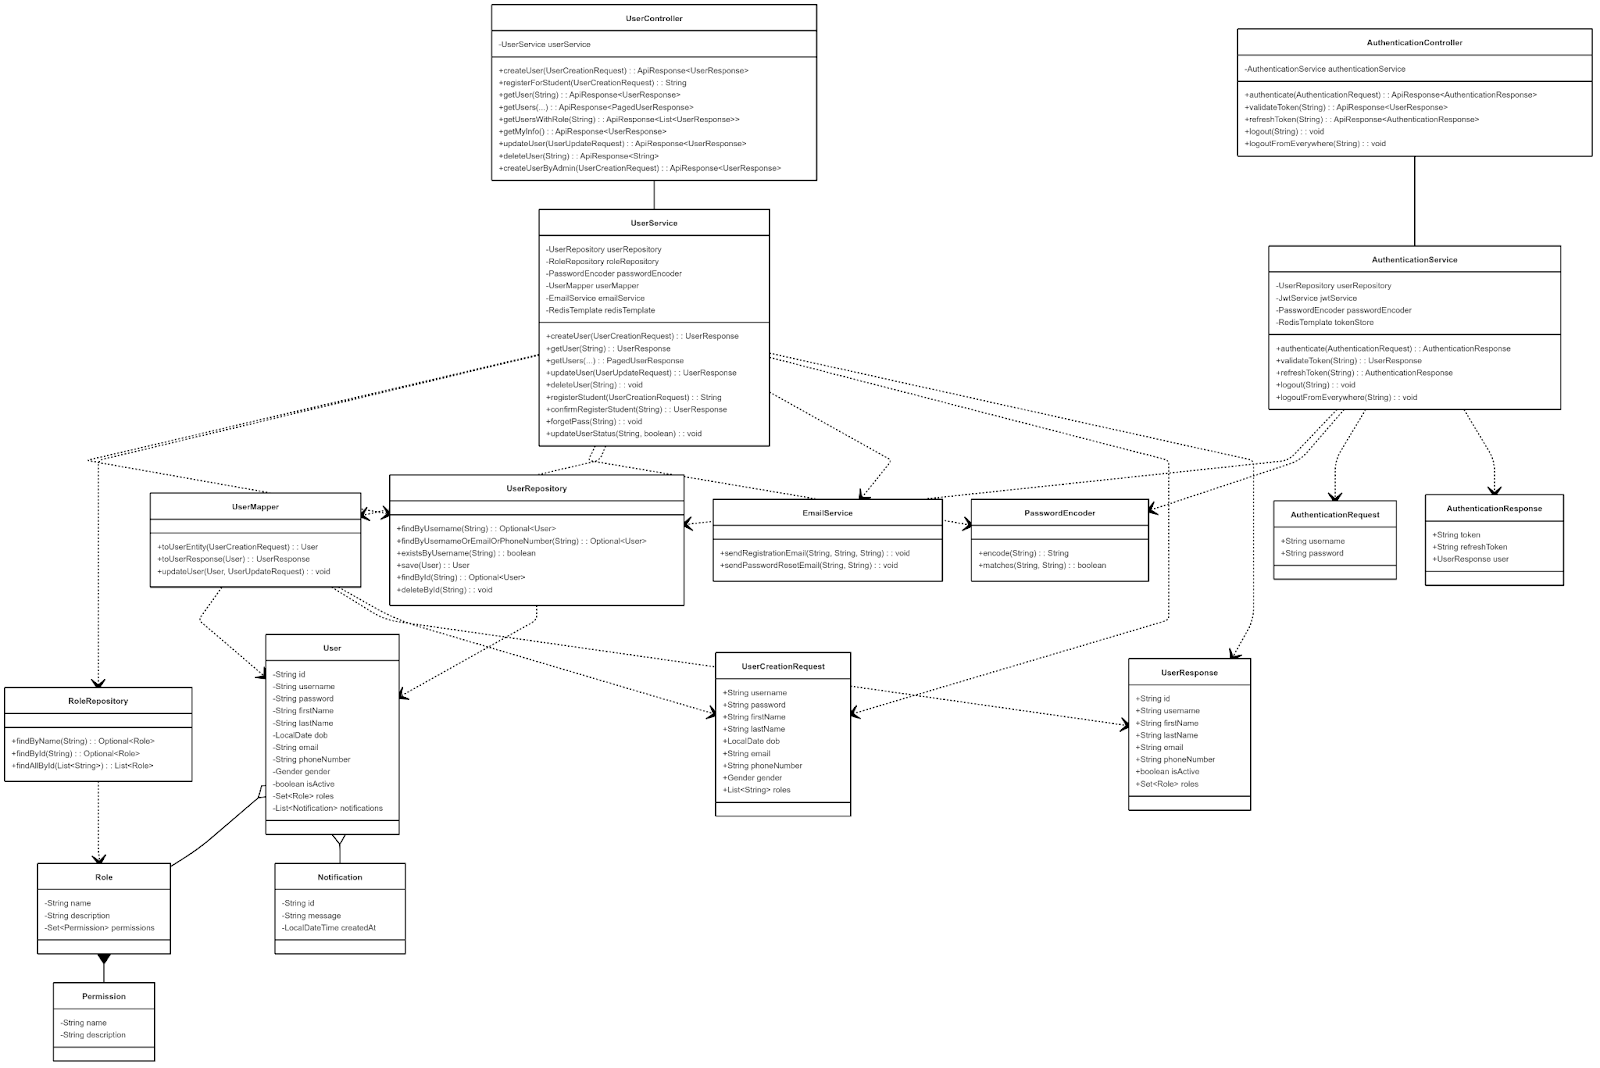 UserController
-UserService userService
+createUser(UserCreationRequest) : : ApiResponse<UserResponse>
+registerForStudent(UserCreationRequest) : : String
+getUser(String) : : ApiResponse<UserResponse>
+getUsers(...) : : ApiResponse<PagedUserResponse>
+getUsersWithRole(String) : : ApiResponse<List<UserResponse>>
+getMyInfo() : : ApiResponse<UserResponse>
+updateUser(UserUpdateRequest) : : ApiResponse<UserResponse>
+deleteUser(String) : : ApiResponse<String>
+createUserByAdmin(UserCreationRequest) : : ApiResponse<UserResponse>
AuthenticationController
-AuthenticationService authenticationService
+authenticate(AuthenticationRequest) : : ApiResponse<AuthenticationResponse>
+validateToken(String) : : ApiResponse<UserResponse>
+refreshToken(String) : : ApiResponse<AuthenticationResponse>
+logout(String) : : void
+logoutFromEverywhere(String) : : void
UserService
-UserRepository userRepository
-RoleRepository roleRepository
-PasswordEncoder passwordEncoder
-UserMapper userMapper
-EmailService emailService
-RedisTemplate redisTemplate
+createUser(UserCreationRequest) : : UserResponse
+getUser(String) : : UserResponse
+getUsers(...) : : PagedUserResponse
+updateUser(UserUpdateRequest) : : UserResponse
+deleteUser(String) : : void
+registerStudent(UserCreationRequest) : : String
+confirmRegisterStudent(String) : : UserResponse
+forgetPass(String) : : void
+updateUserStatus(String, boolean) : : void
AuthenticationService
-UserRepository userRepository
-JwtService jwtService
-PasswordEncoder passwordEncoder
-RedisTemplate tokenStore
+authenticate(AuthenticationRequest) : : AuthenticationResponse
+validateToken(String) : : UserResponse
+refreshToken(String) : : AuthenticationResponse
+logout(String) : : void
+logoutFromEverywhere(String) : : void
UserMapper
+toUserEntity(UserCreationRequest) : : User
+toUserResponse(User) : : UserResponse
+updateUser(User, UserUpdateRequest) : : void
UserRepository
+findByUsername(String) : : Optional<User>
+findByUsernameOrEmailOrPhoneNumber(String) : : Optional<User>
+existsByUsername(String) : : boolean
+save(User) : : User
+findById(String) : : Optional<User>
+deleteById(String) : : void
EmailService
+sendRegistrationEmail(String, String, String) : : void
+sendPasswordResetEmail(String, String) : : void
PasswordEncoder
+encode(String) : : String
+matches(String, String) : : boolean
AuthenticationRequest
+String username
+String password
AuthenticationResponse
+String token
+String refreshToken
+UserResponse user
RoleRepository
+findByName(String) : : Optional<Role>
+findById(String) : : Optional<Role>
+findAllById(List<String>) : : List<Role>
User
-String id
-String username
-String password
-String firstName
-String lastName
-LocalDate dob
-String email
-String phoneNumber
-Gender gender
-boolean isActive
-Set<Role> roles
-List<Notification> notifications
UserCreationRequest
+String username
+String password
+String firstName
+String lastName
+LocalDate dob
+String email
+String phoneNumber
+Gender gender
+List<String> roles
UserResponse
+String id
+String username
+String firstName
+String lastName
+String email
+String phoneNumber
+boolean isActive
+Set<Role> roles
Role
-String name
-String description
-Set<Permission> permissions
Notification
-String id
-String message
-LocalDateTime createdAt
Permission
-String name
-String description